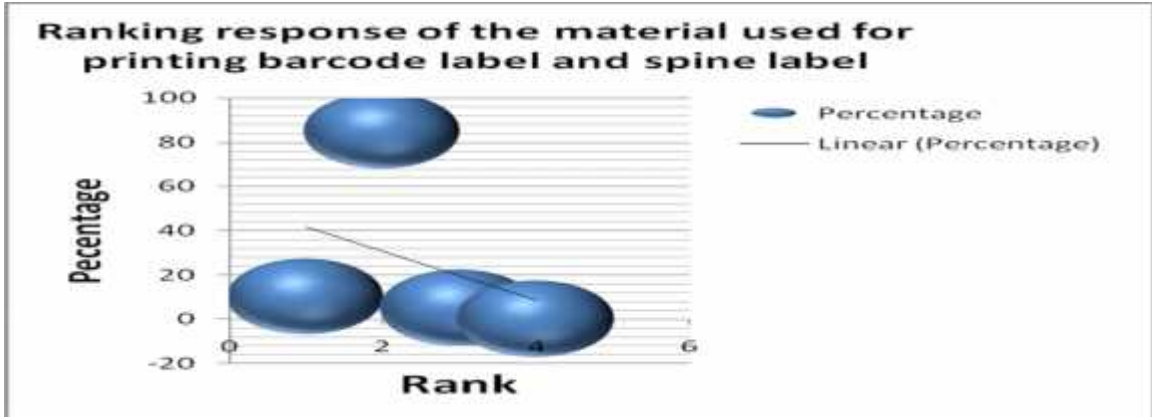 Ranking response of the material used for
printing barcode label and spine label
100
80
60
40
20
0
-20
Pecentage
0 2 4 6
Rank
Percentage
Linear (Percentage)